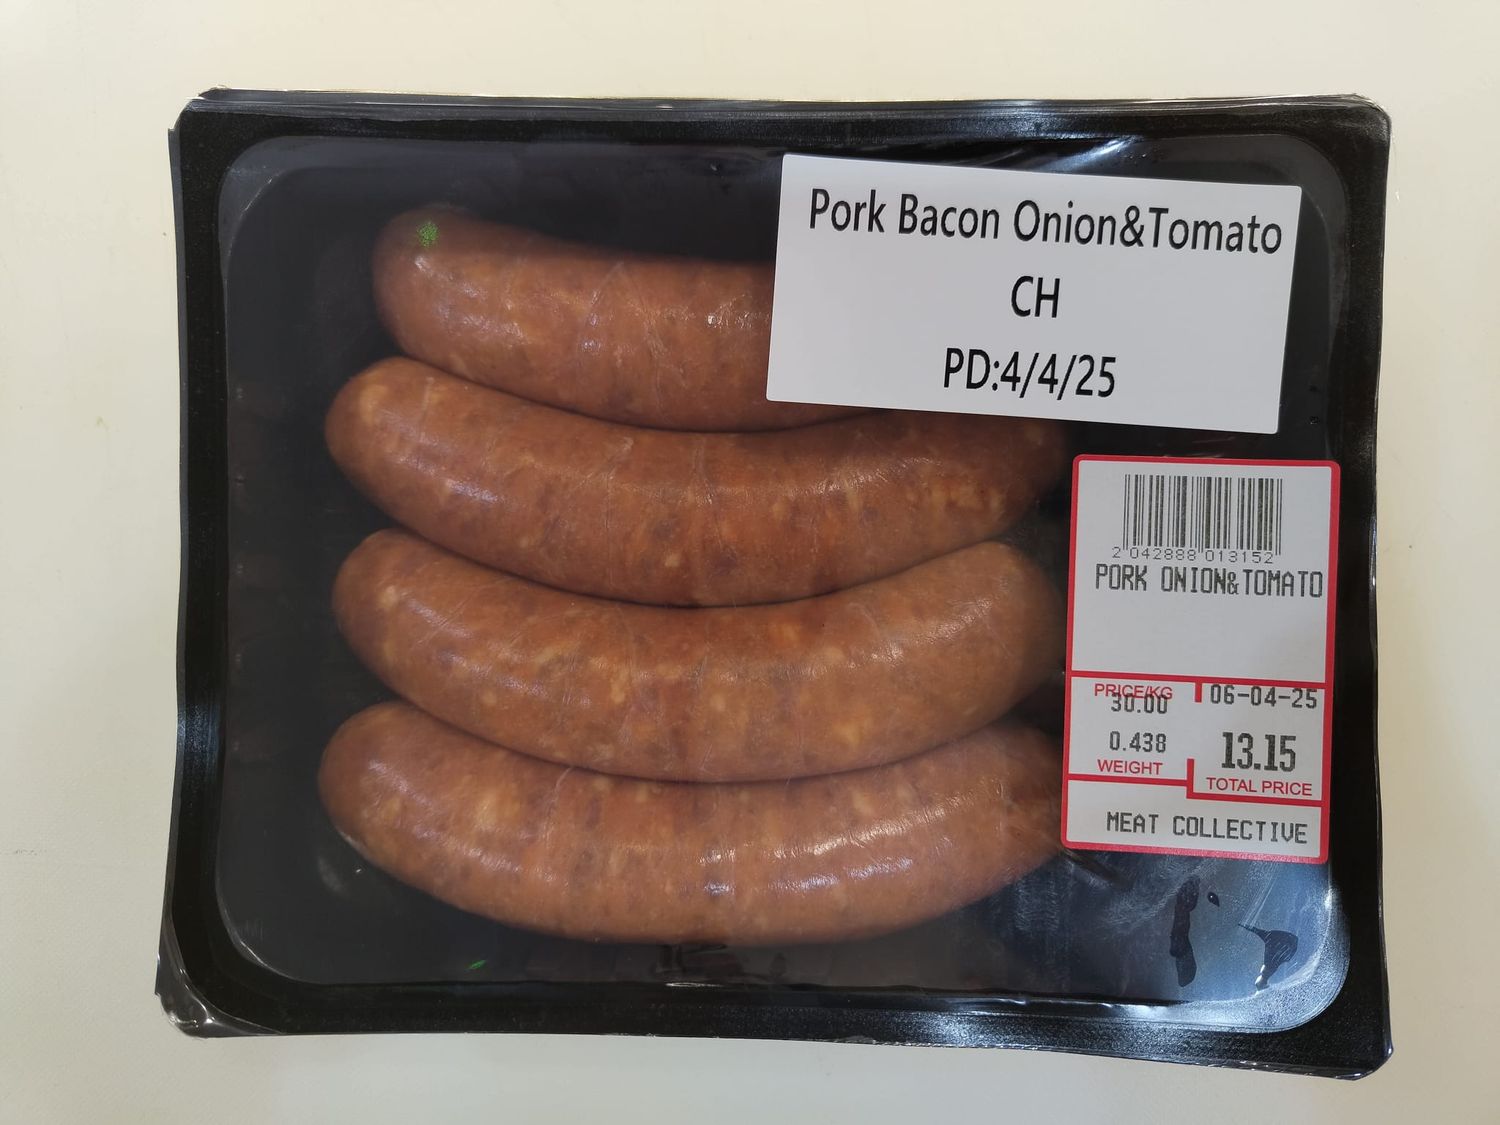 Pork Bacon Onion&Tomato
CH
PD:4/4/25
2 042888 013152
PORK ONION&TOMATO
PRICE/KG
30.00
06-04-25
0.438
WEIGHT
13.15
TOTAL PRICE
MEAT COLLECTIVE